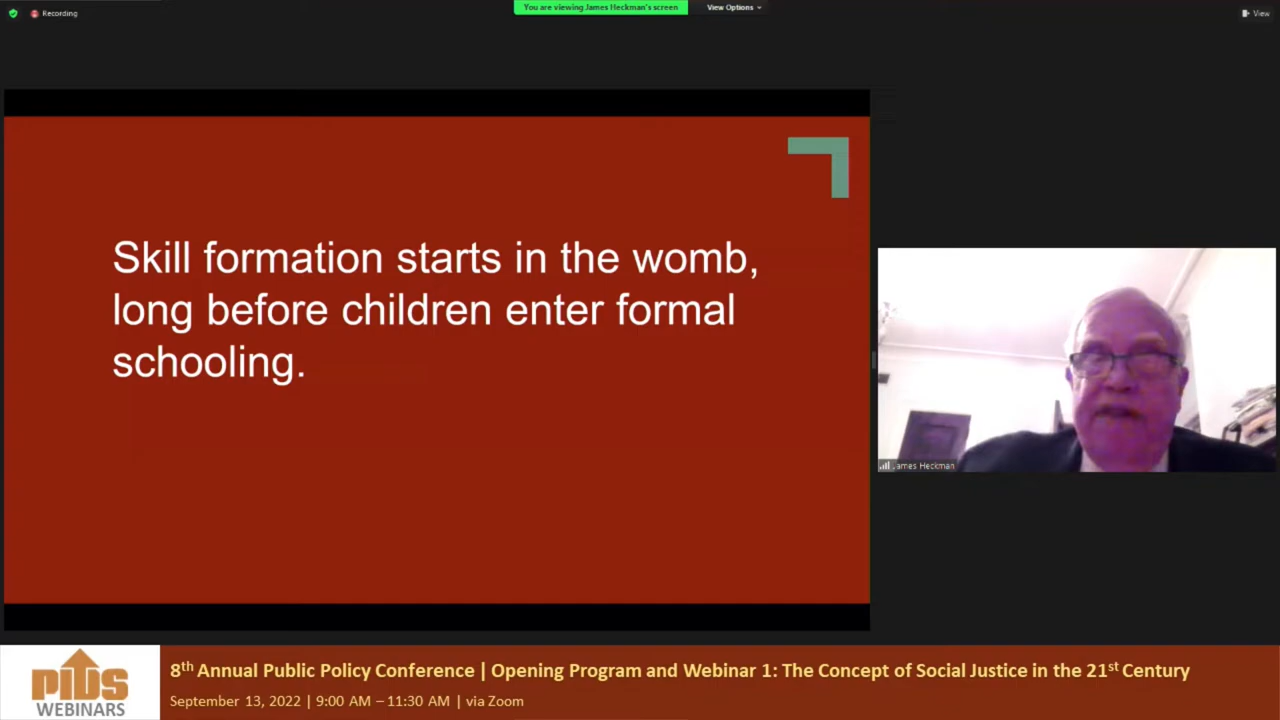 Recording
You are viewing James Heckman's screen
View Options
View
Skill formation starts in the womb,
long before children enter formal
schooling.
James Heckman
PIDS
WEBINARS
8th Annual Public Policy Conference | Opening Program and Webinar 1: The Concept of Social Justice in the 21st Century
September 13, 2022 | 9:00 AM – 11:30 AM | via Zoom